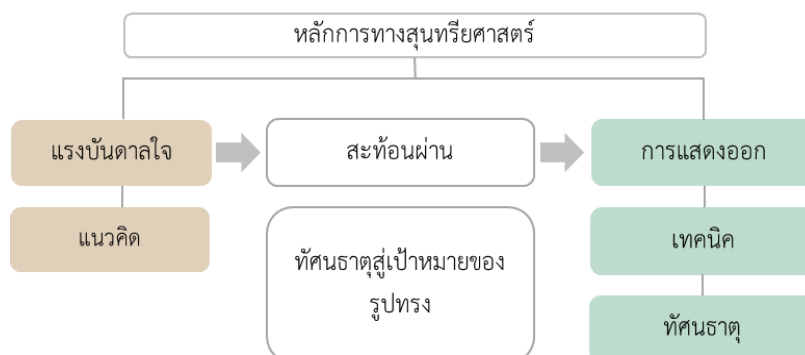 หลักการทางสุนทรียศาสตร์
แรงบันดาลใจ
สะท้อนผ่าน
การแสดงออก
แนวคิด
ทัศนธาตุสู่เป้าหมายของ
รูปทรง
เทคนิค
ทัศนธาตุ